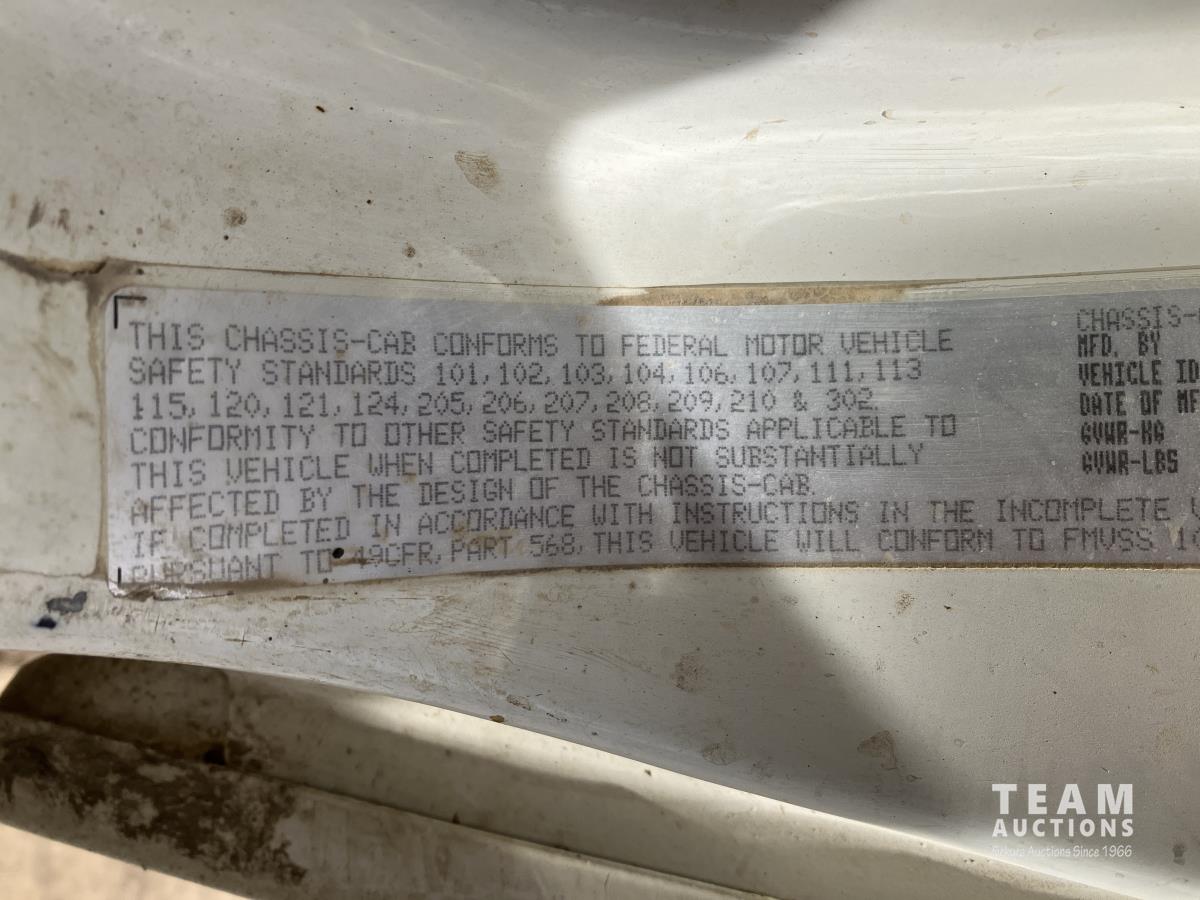 THIS CHASSIS-CAB CONFORMS TO FEDERAL MOTOR VEHICLE
SAFETY STANDARDS 101, 102, 103, 104, 106, 107, 111, 113
115, 120, 121, 124, 205, 206, 207, 208, 209, 210 & 302.
CONFORMITY TO OTHER SAFETY STANDARDS APPLICABLE TO
THIS VEHICLE WHEN COMPLETED IS NOT SUBSTANTIALLY
AFFECTED BY THE DESIGN OF THE CHASSIS-CAB.
IF COMPLETED IN ACCORDANCE WITH INSTRUCTIONS IN THE INCOMPLETE
PURSUANT TO 49CFR, PART 568, THIS VEHICLE WILL CONFORM TO FMVSS 10
CHASSIS-
MFD. BY
VEHICLE ID
DATE OF MF
GVWR-KG
GVWR-LBS
TEAM
AUCTIONS
Auctions Since 1966